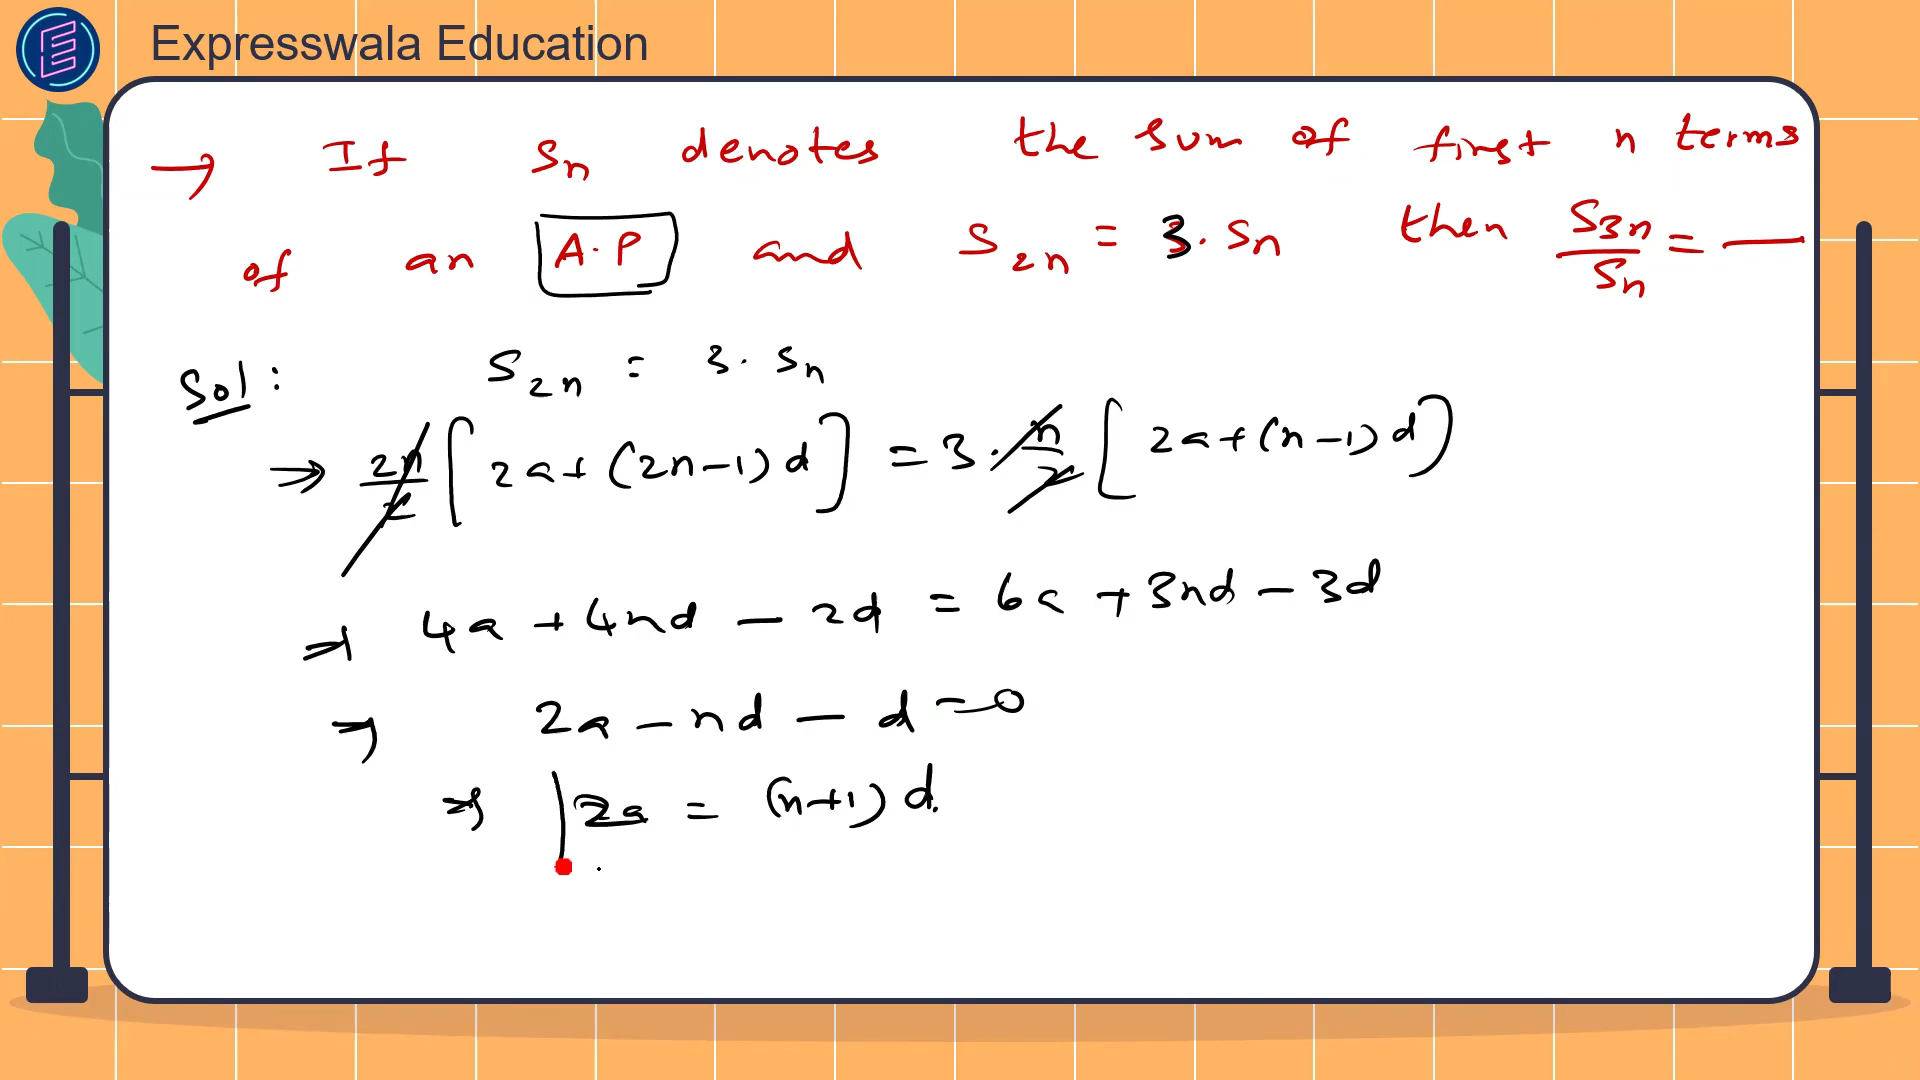 Expresswala Education
→ If Sn denotes the sum of first n terms
of an A.P and S2n = 3. Sn then S3n/Sn = —
Sol: S2n = 3. Sn
⇒ 2n/2 [2a+(2n-1)d] = 3. n/2 [2a+(n-1)d]
⇒ 4a + 4nd - 2d = 6a + 3nd - 3d
⇒ 2a - nd - d = 0
⇒ 2a = (n+1) d.